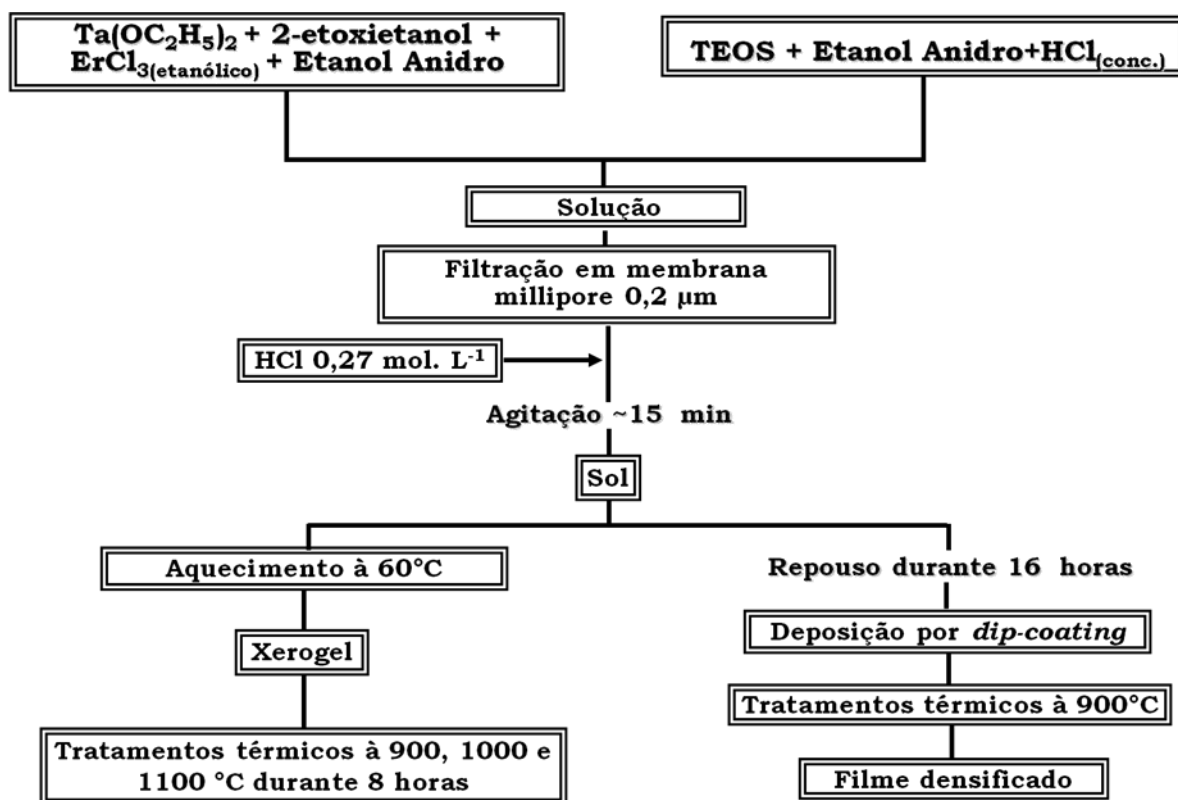 Ta(OC₂H₅)₂ + 2-etoxietanol +
ErCl₃(etanólico) + Etanol Anidro
TEOS + Etanol Anidro+HCl(conc.)
Solução
Filtração em membrana
millipore 0,2 µm
HCl 0,27 mol. L⁻¹
Agitação ~15 min
Sol
Aquecimento à 60°C
Repouso durante 16 horas
Xerogel
Deposição por dip-coating
Tratamentos térmicos à 900°C
Tratamentos térmicos à 900, 1000 e
1100 °C durante 8 horas
Filme densificado